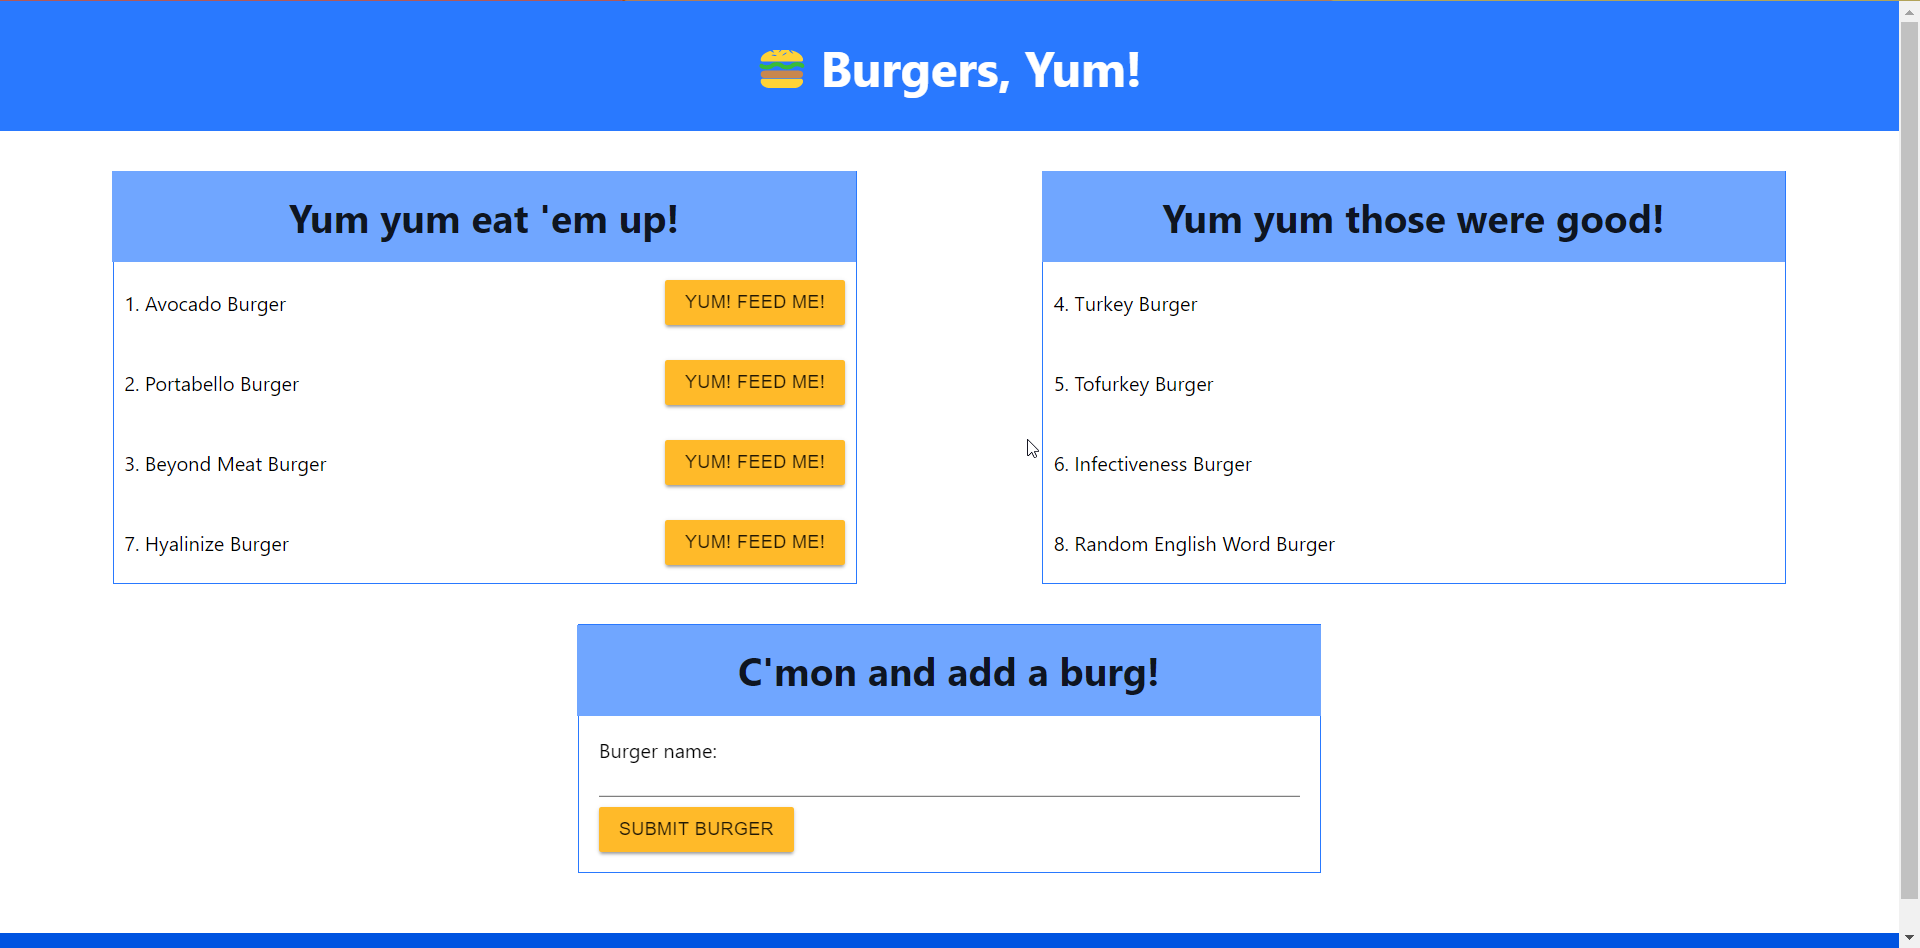 🍔 Burgers, Yum!
Yum yum eat 'em up!
1. Avocado Burger
YUM! FEED ME!
2. Portabello Burger
YUM! FEED ME!
3. Beyond Meat Burger
YUM! FEED ME!
7. Hyalinize Burger
YUM! FEED ME!
Yum yum those were good!
4. Turkey Burger
5. Tofurkey Burger
6. Infectiveness Burger
8. Random English Word Burger
C'mon and add a burg!
Burger name:
SUBMIT BURGER